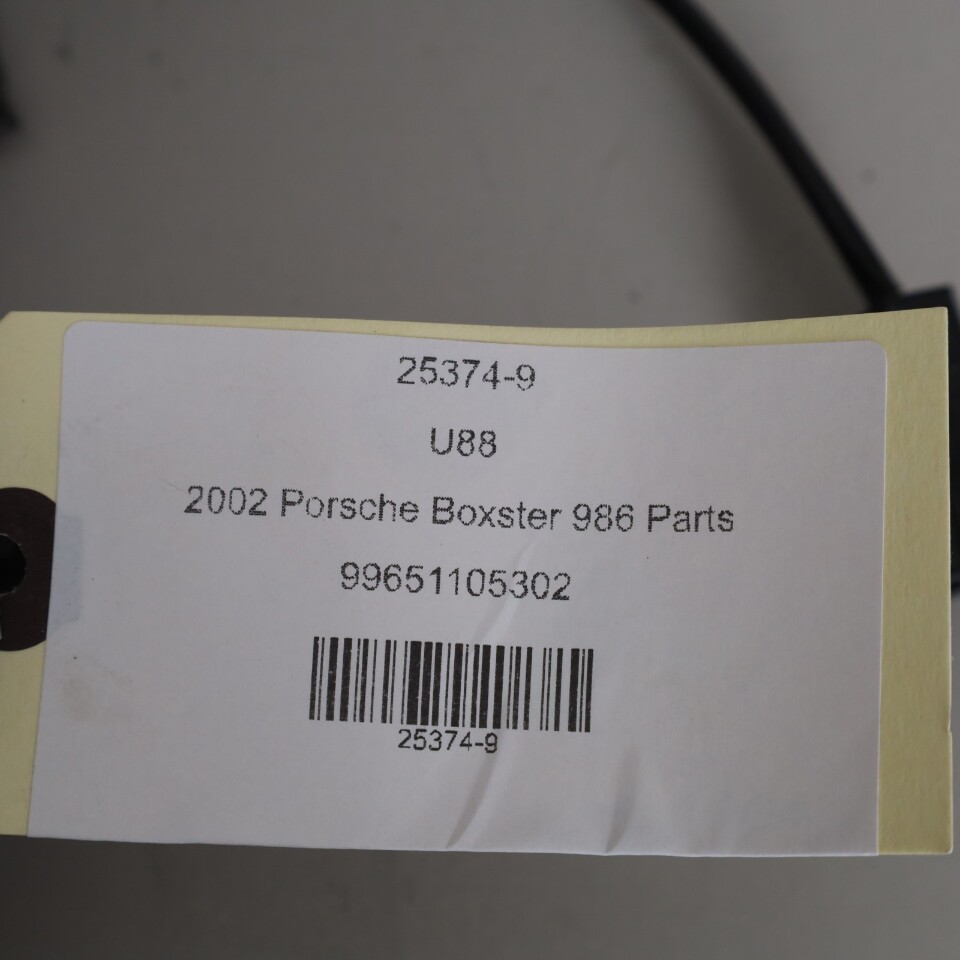 25374-9
U88
2002 Porsche Boxster 986 Parts
99651105302
25374-9